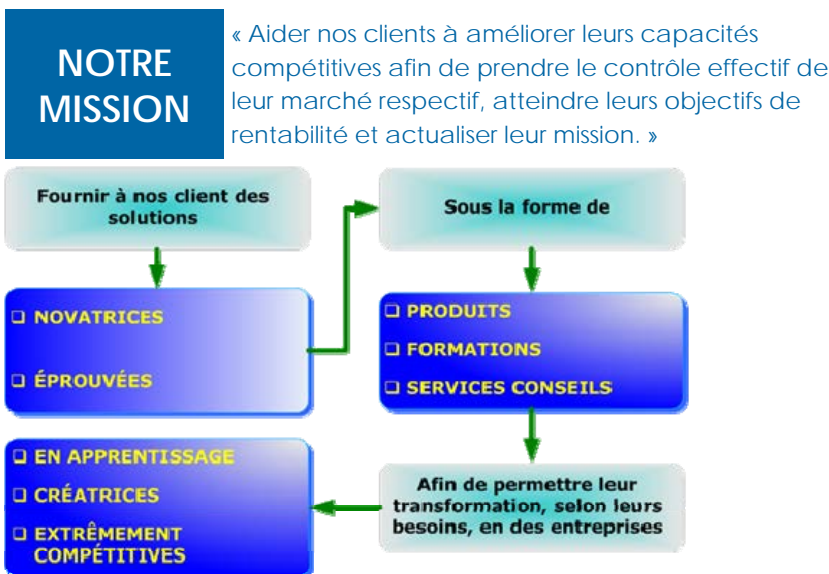 NOTRE
MISSION
« Aider nos clients à améliorer leurs capacités
compétitives afin de prendre le contrôle effectif de
leur marché respectif, atteindre leurs objectifs de
rentabilité et actualiser leur mission. »
Fournir à nos client des
solutions
❑ NOVATRICES
❑ ÉPROUVÉES
Sous la forme de
❑ PRODUITS
❑ FORMATIONS
❑ SERVICES CONSEILS
Afin de permettre leur
transformation, selon leurs
besoins, en des entreprises
❑ EN APPRENTISSAGE
❑ CRÉATRICES
❑ EXTRÊMEMENT
COMPÉTITIVES